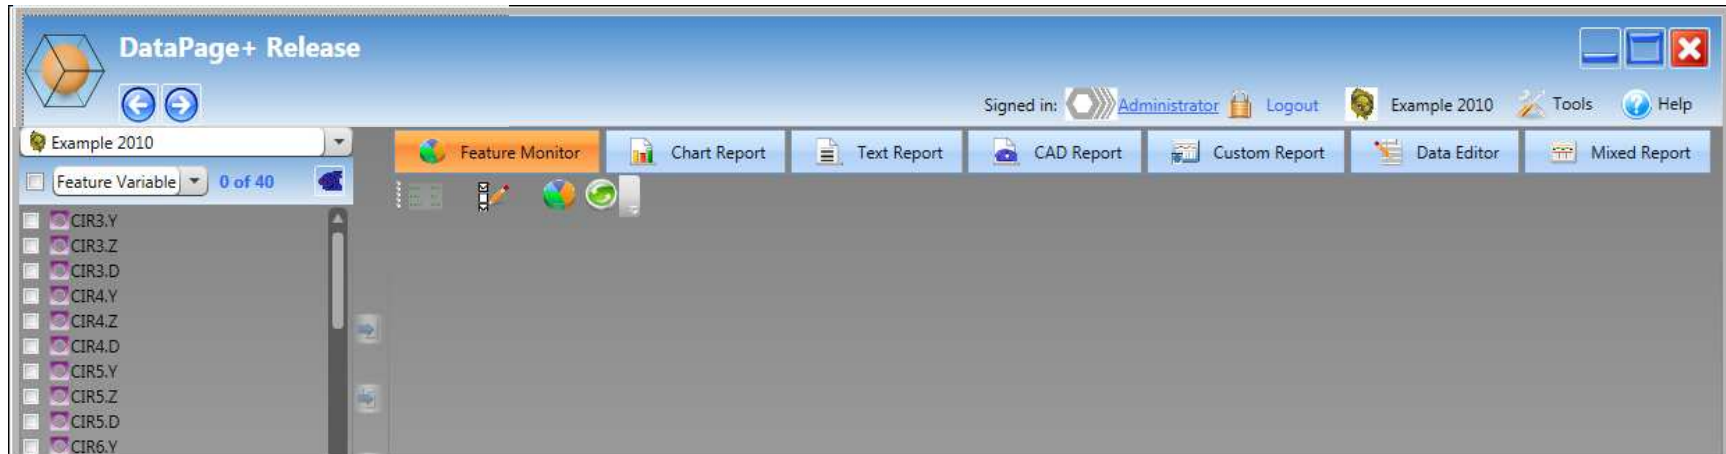 DataPage+ Release
Signed in: Administrator Logout Example 2010 Tools Help
Example 2010
Feature Monitor Chart Report Text Report CAD Report Custom Report Data Editor Mixed Report
Feature Variable 0 of 40
CIR3.Y
CIR3.Z
CIR3.D
CIR4.Y
CIR4.Z
CIR4.D
CIR5.Y
CIR5.Z
CIR5.D
CIR6.Y